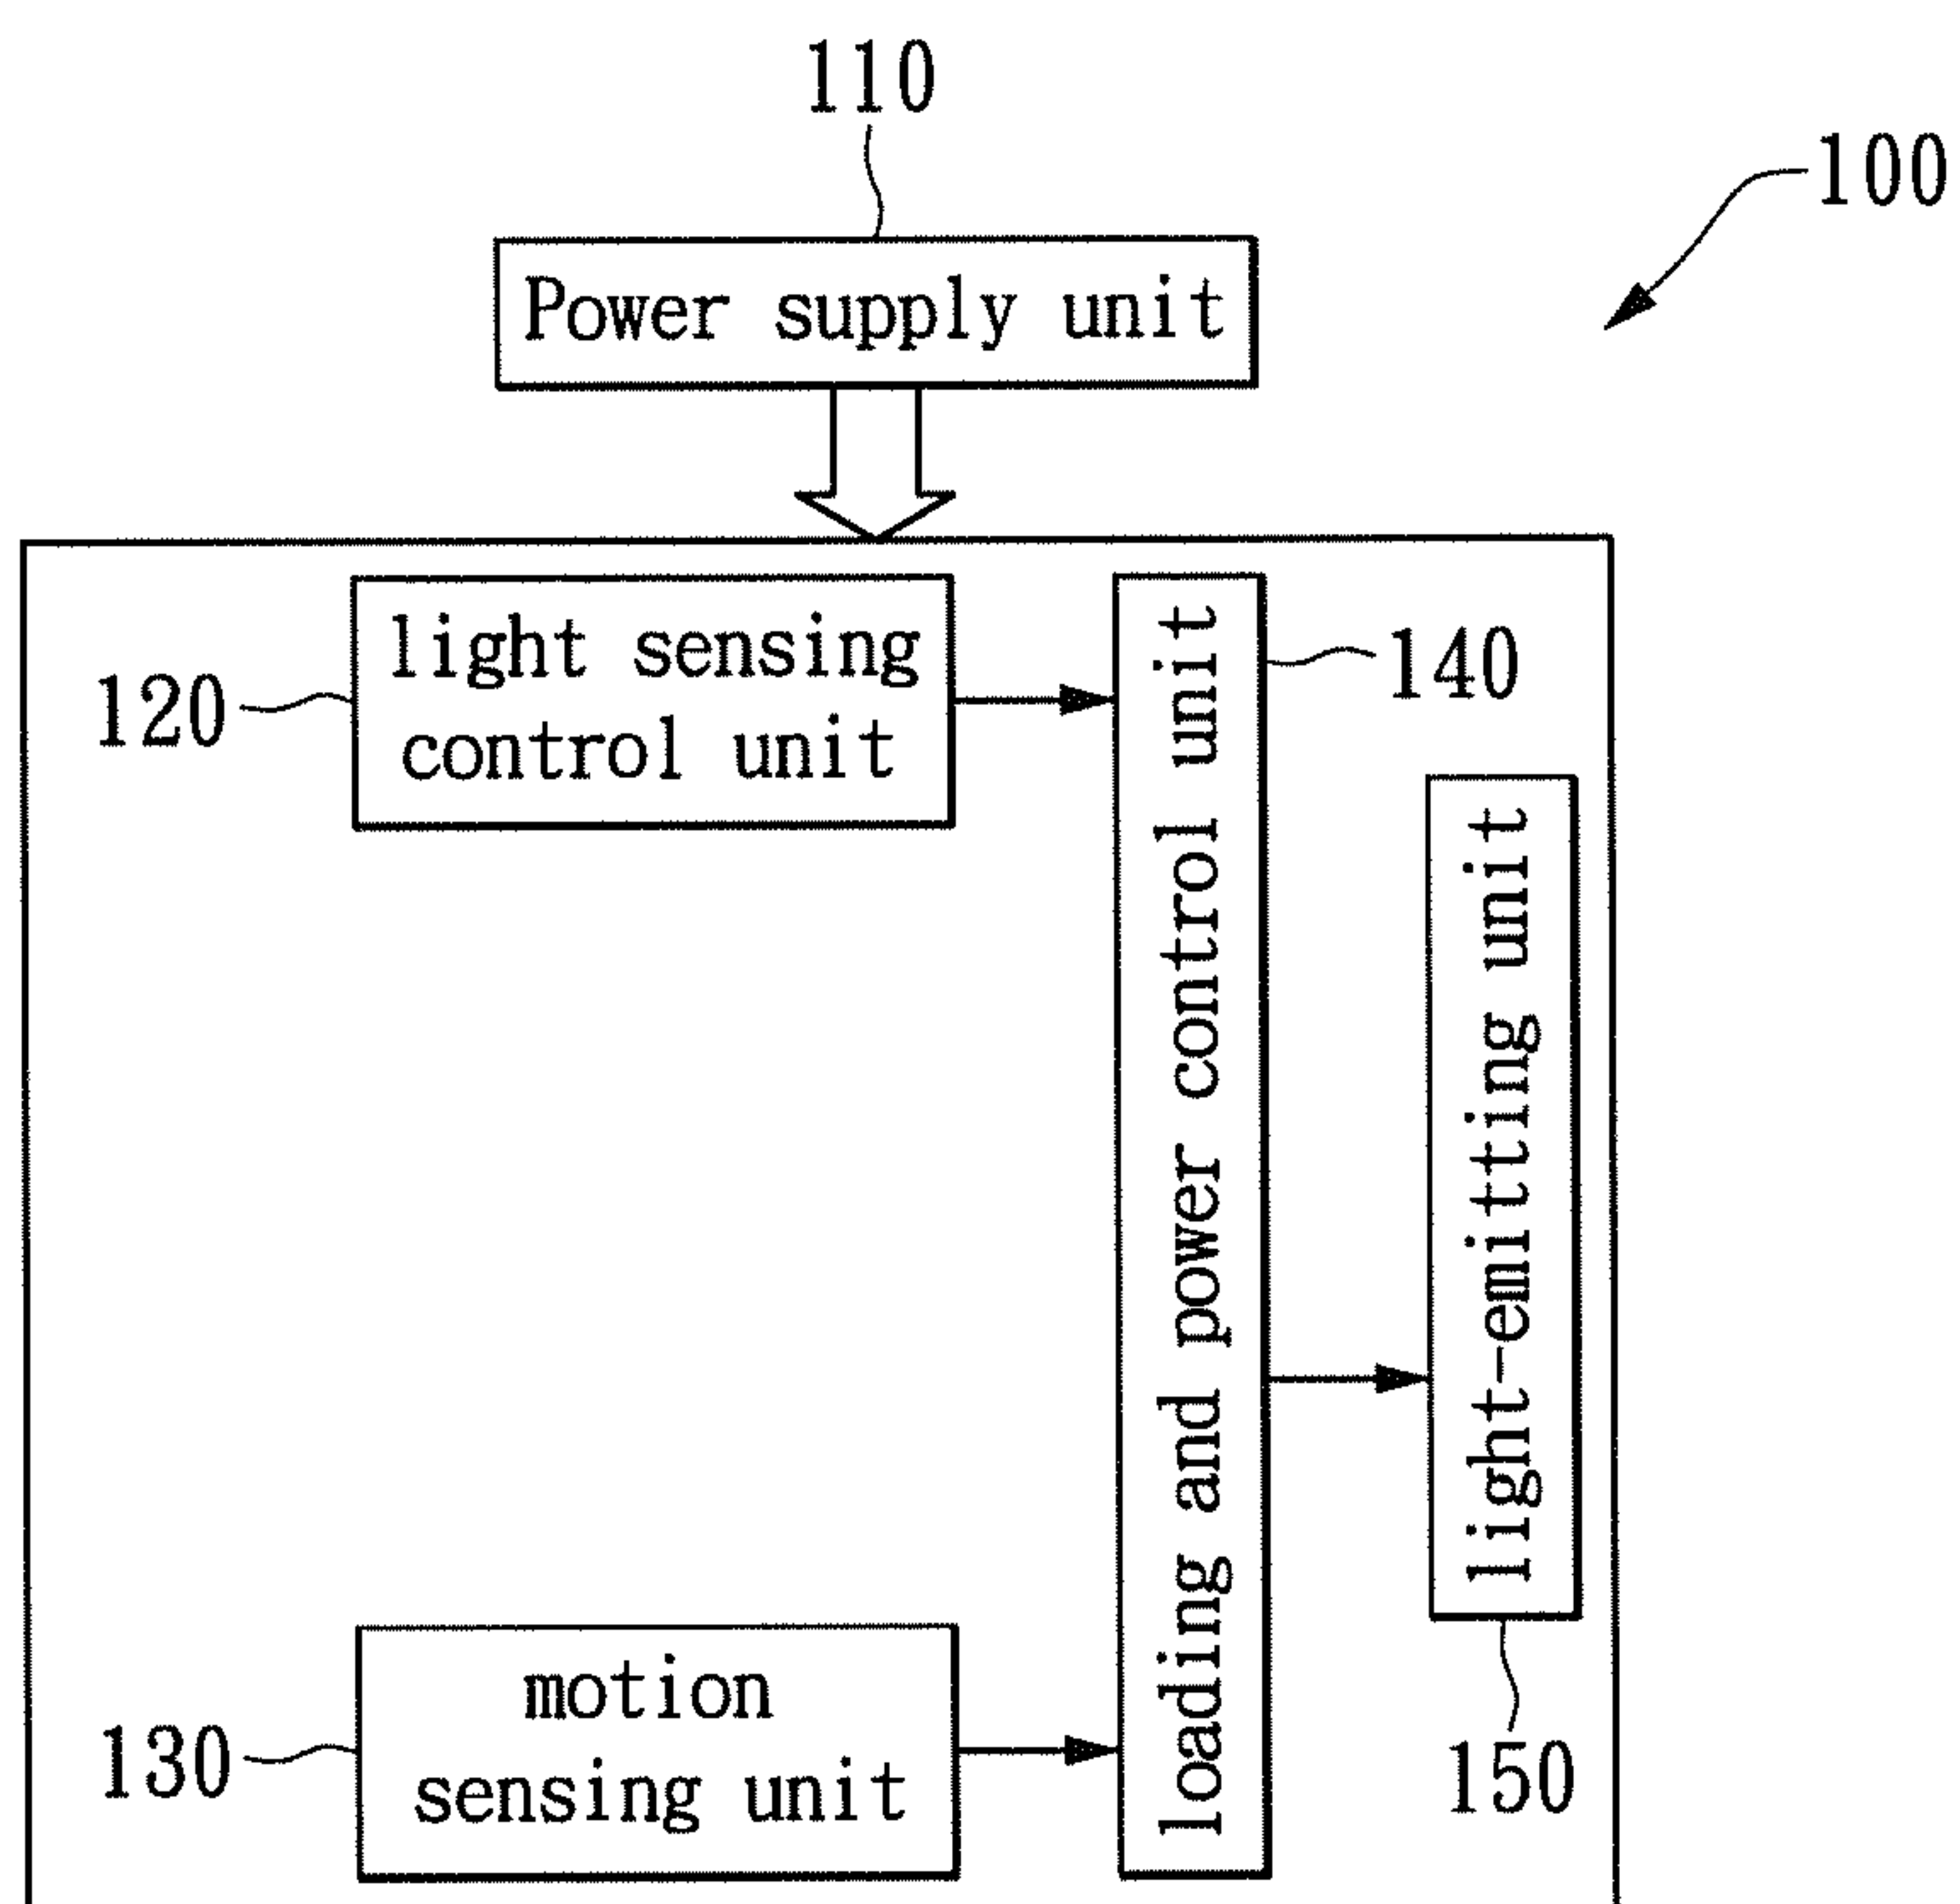 110
100
Power supply unit
light sensing
control unit
120
140
loading and power control unit
light-emitting unit
motion
sensing unit
130
150